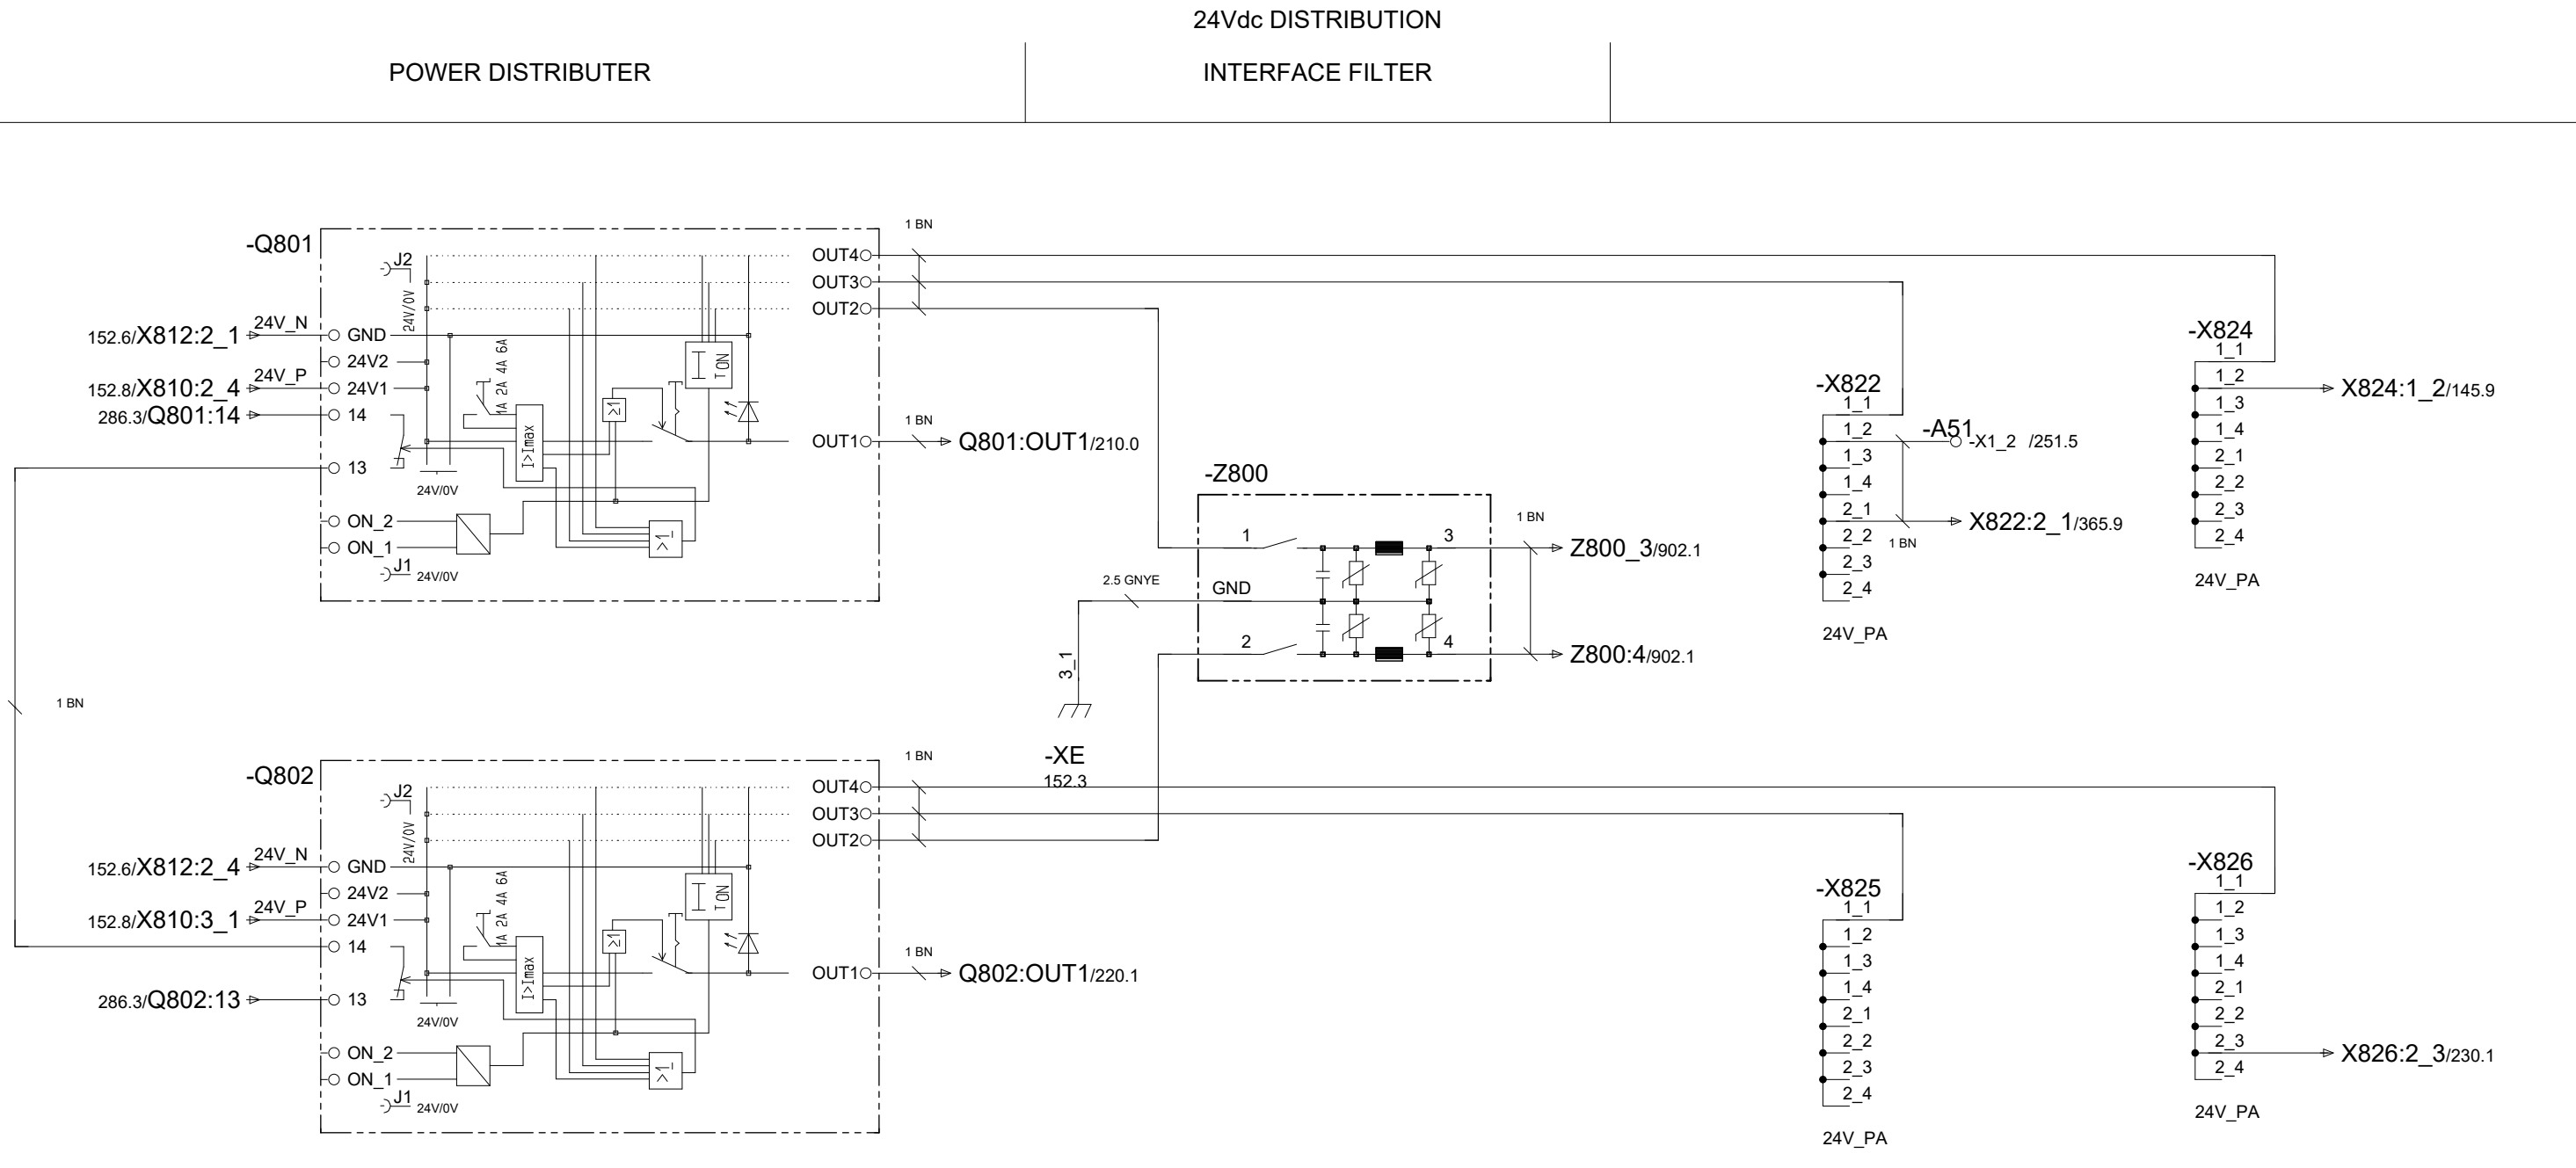 24Vdc DISTRIBUTION
POWER DISTRIBUTER
INTERFACE FILTER
-Q801
J2
24V/0V
152.6/X812:2_1
24V_N
GND
24V2
152.8/X810:2_4
24V_P
24V1
286.3/Q801:14
14
13
24V/0V
ON_2
ON_1
J1 24V/0V
1A 2A 4A 6A
I>Imax
≥1
T ON
>1
OUT4
OUT3
OUT2
OUT1
1 BN
1 BN
Q801:OUT1/210.0
1 BN
-Q802
J2
24V/0V
152.6/X812:2_4
24V_N
GND
24V2
152.8/X810:3_1
24V_P
24V1
14
286.3/Q802:13
13
24V/0V
ON_2
ON_1
J1 24V/0V
1A 2A 4A 6A
I>Imax
≥1
T ON
>1
OUT4
OUT3
OUT2
OUT1
1 BN
1 BN
Q802:OUT1/220.1
-Z800
1
3
GND
2
4
2.5 GNYE
3_1
-XE
152.3
1 BN
Z800_3/902.1
Z800:4/902.1
-X822
1_1
1_2
1_3
1_4
2_1
2_2
2_3
2_4
24V_PA
-A51
-X1_2 /251.5
X822:2_1/365.9
1 BN
-X824
1_1
1_2
1_3
1_4
2_1
2_2
2_3
2_4
24V_PA
X824:1_2/145.9
-X825
1_1
1_2
1_3
1_4
2_1
2_2
2_3
2_4
24V_PA
-X826
1_1
1_2
1_3
1_4
2_1
2_2
2_3
2_4
24V_PA
X826:2_3/230.1